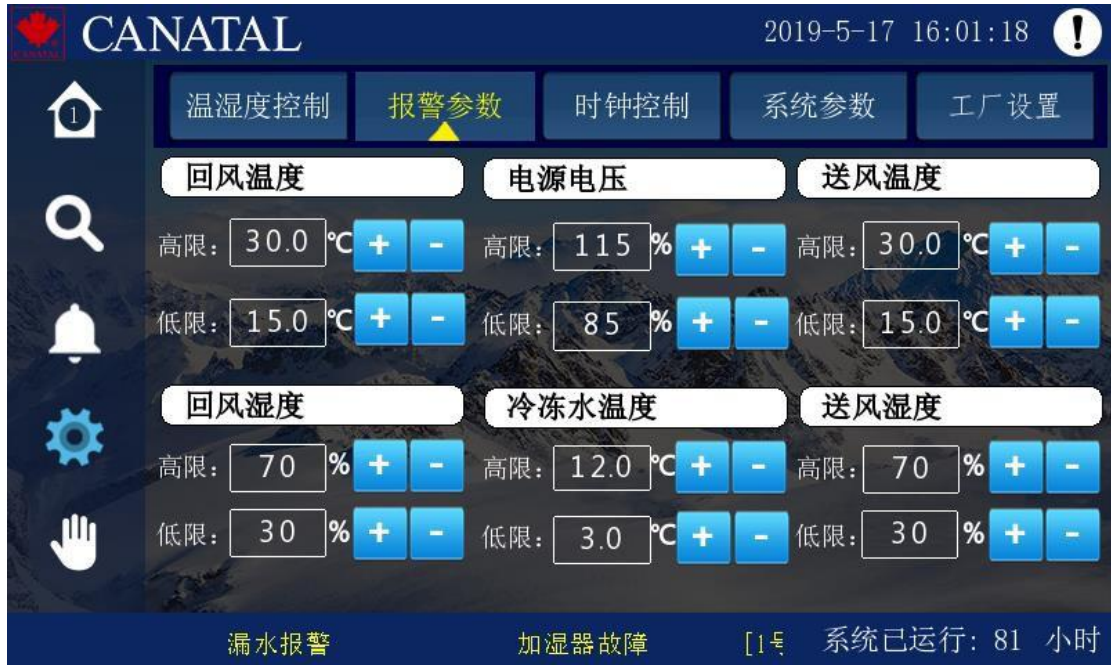 CANATAL
CANATAL 2019-5-17 16:01:18 !
1
温湿度控制 报警参数 时钟控制 系统参数 工厂设置
回风温度 电源电压 送风温度
高限: 30.0 ℃ + - 高限: 115 % + - 高限: 30.0 ℃ + -
低限: 15.0 ℃ + - 低限: 85 % + - 低限: 15.0 ℃ + -
回风湿度 冷冻水温度 送风湿度
高限: 70 % + - 高限: 12.0 ℃ + - 高限: 70 % + -
低限: 30 % + - 低限: 3.0 ℃ + - 低限: 30 % + -
漏水报警 加湿器故障 [1 系统已运行: 81 小时